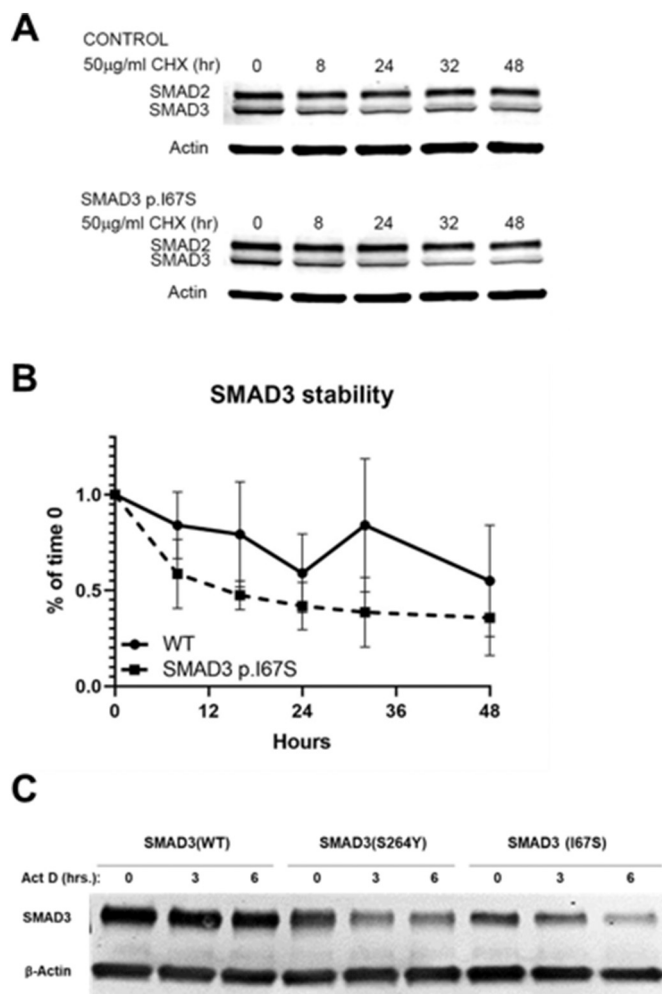 A
CONTROL
50µg/ml CHX (hr) 0 8 24 32 48
SMAD2
SMAD3
Actin
SMAD3 p.I67S
50µg/ml CHX (hr) 0 8 24 32 48
SMAD2
SMAD3
Actin
B
SMAD3 stability
% of time 0
1.0
0.5
0.0
WT
SMAD3 p.I67S
0 12 24 36 48
Hours
C
SMAD3(WT) SMAD3(S264Y) SMAD3 (I67S)
Act D (hrs.): 0 3 6 0 3 6 0 3 6
SMAD3
β-Actin